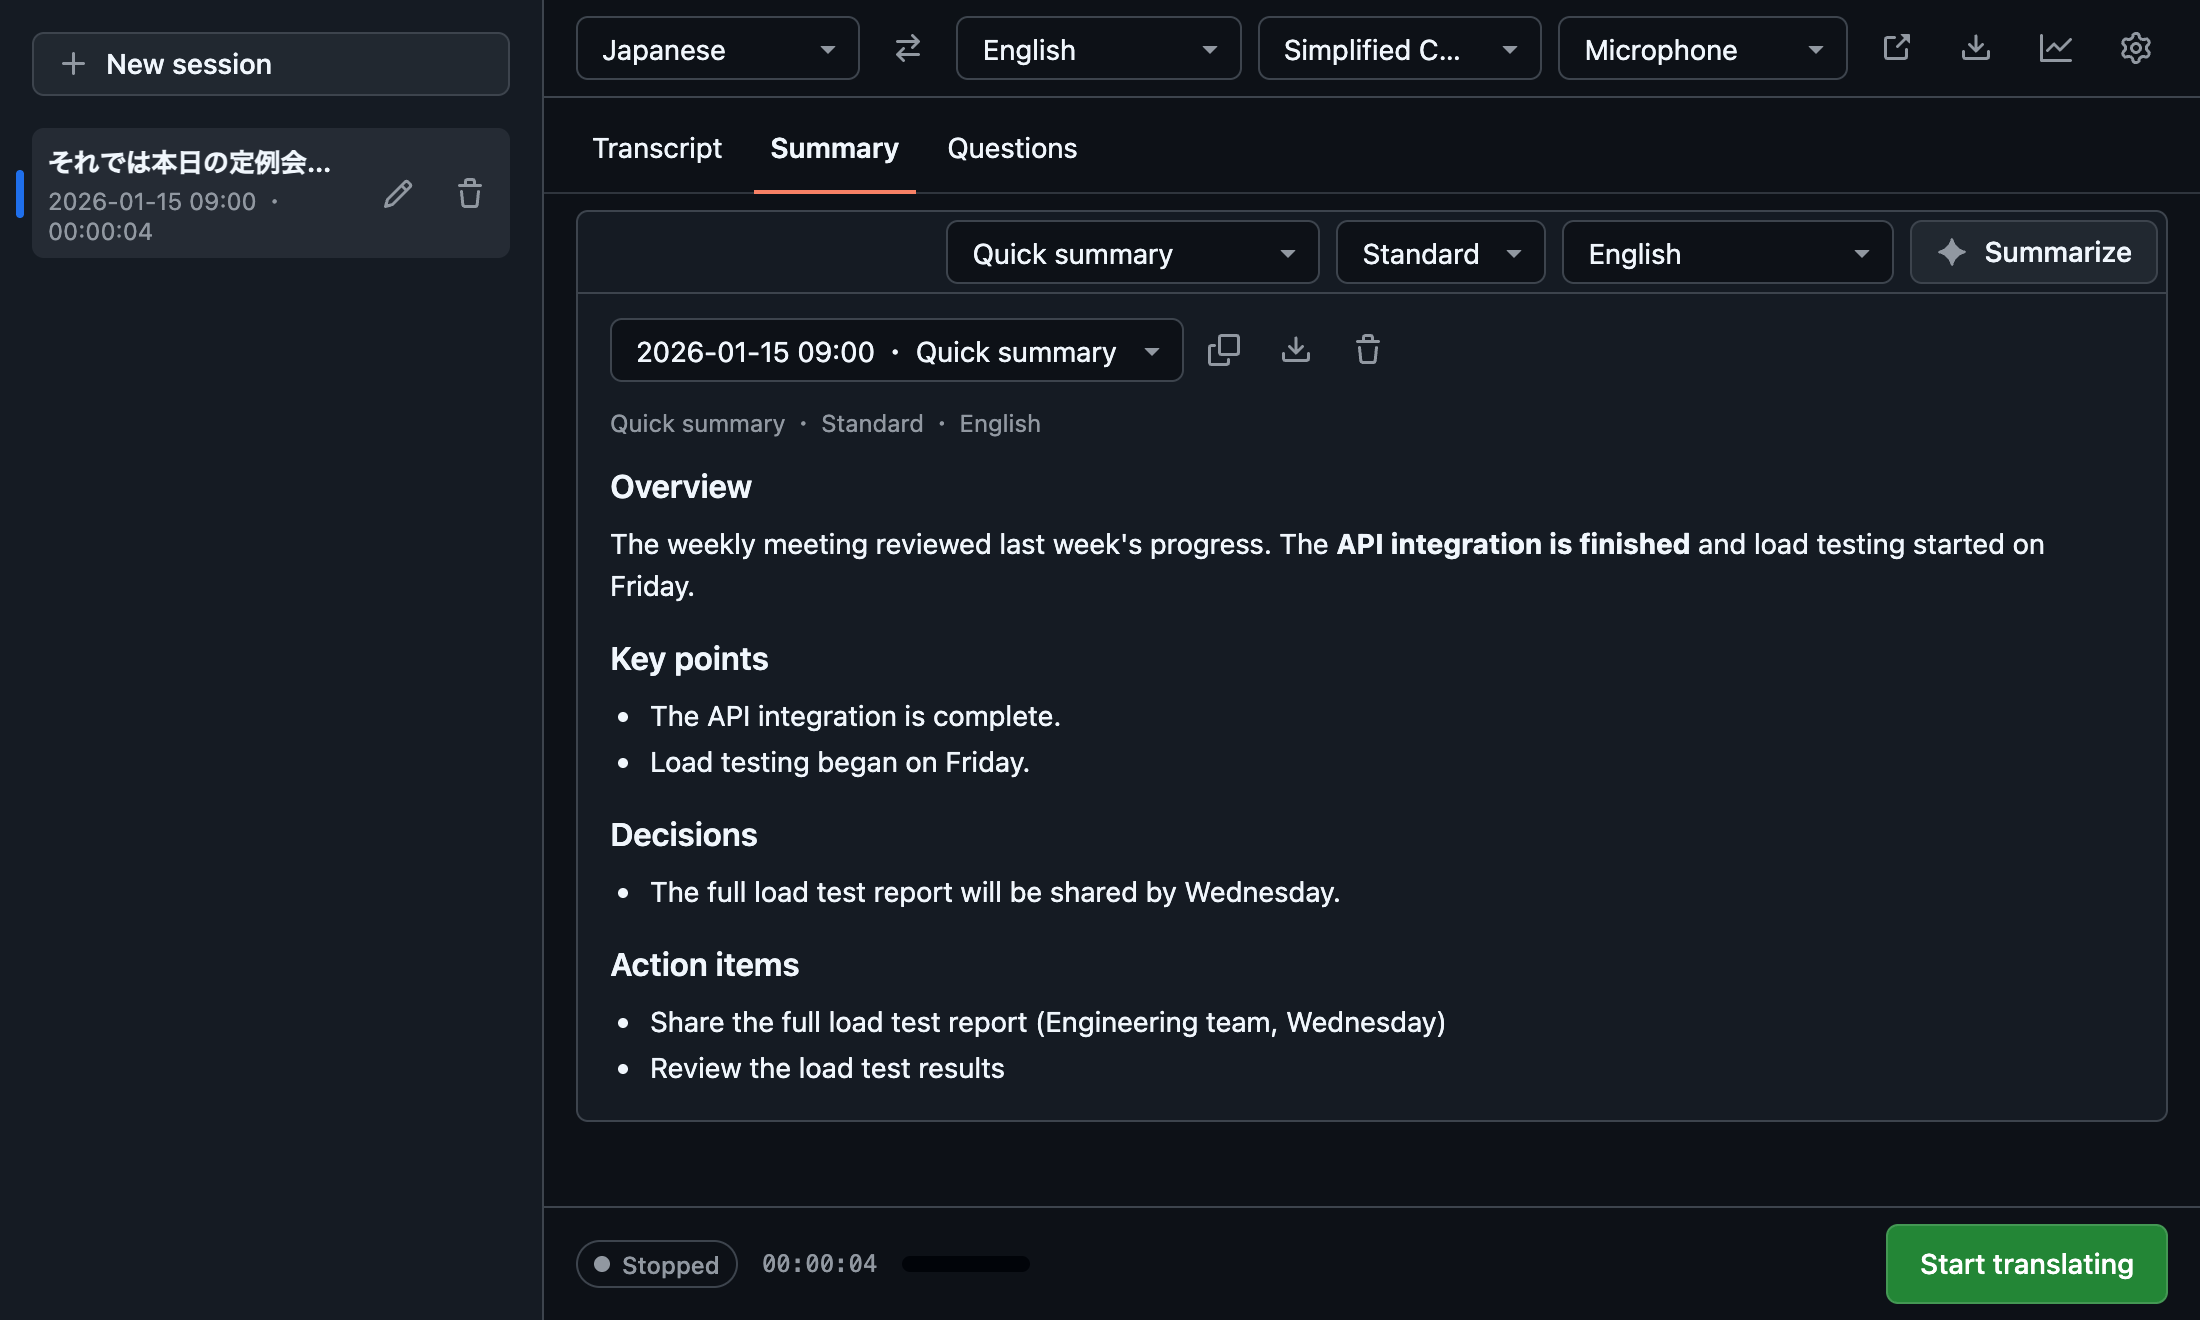 New session
それでは本日の定例会...
2026-01-15 09:00 ·
00:00:04
Japanese
English
Simplified C...
Microphone
Transcript
Summary
Questions
Quick summary
Standard
English
Summarize
2026-01-15 09:00 · Quick summary
Quick summary · Standard · English
Overview
The weekly meeting reviewed last week's progress. The API integration is finished and load testing started on
Friday.
Key points
• The API integration is complete.
• Load testing began on Friday.
Decisions
• The full load test report will be shared by Wednesday.
Action items
• Share the full load test report (Engineering team, Wednesday)
• Review the load test results
Stopped
00:00:04
Start translating